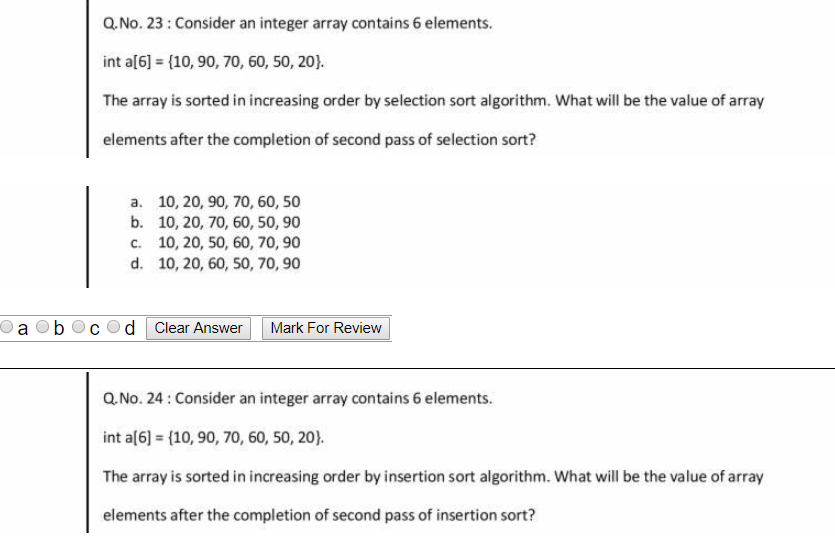 Q.No. 23 : Consider an integer array contains 6 elements.
int a[6] = {10, 90, 70, 60, 50, 20}.
The array is sorted in increasing order by selection sort algorithm. What will be the value of array
elements after the completion of second pass of selection sort?
a. 10, 20, 90, 70, 60, 50
b. 10, 20, 70, 60, 50, 90
c. 10, 20, 50, 60, 70, 90
d. 10, 20, 60, 50, 70, 90
a b c d Clear Answer Mark For Review
Q.No. 24 : Consider an integer array contains 6 elements.
int a[6] = {10, 90, 70, 60, 50, 20}.
The array is sorted in increasing order by insertion sort algorithm. What will be the value of array
elements after the completion of second pass of insertion sort?